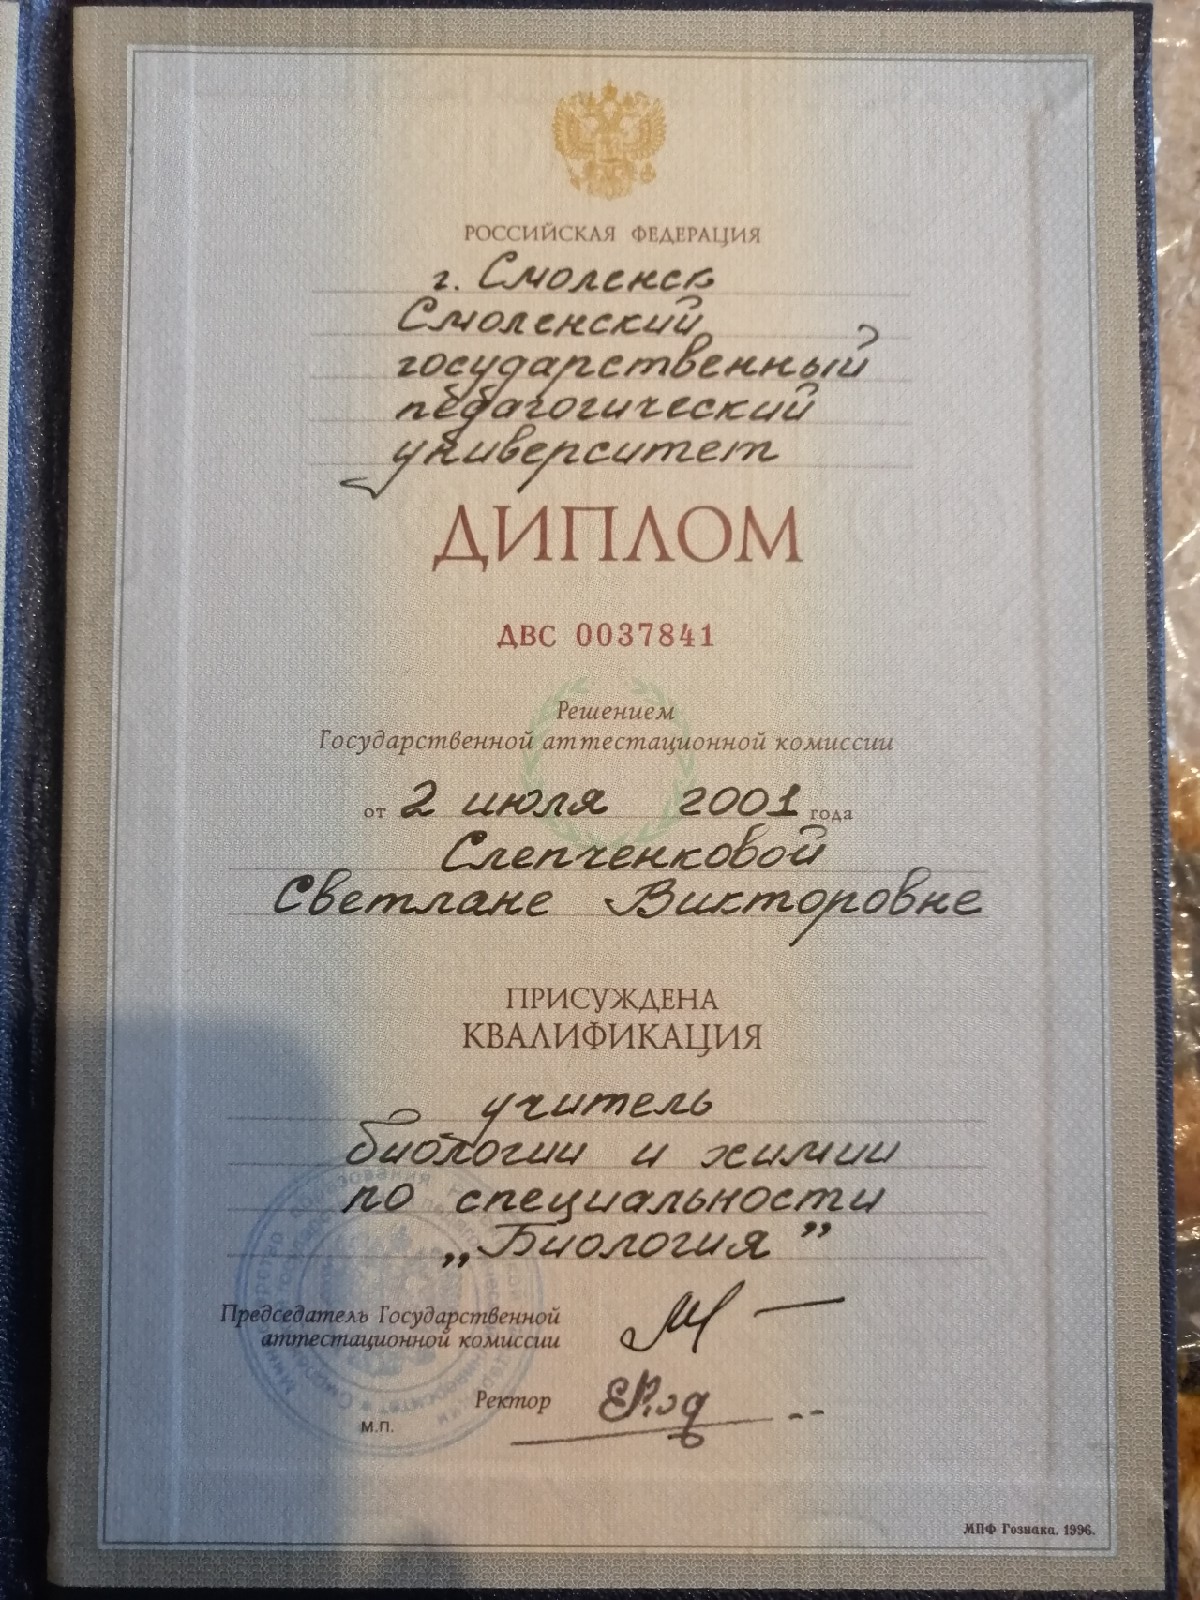 РОССИЙСКАЯ ФЕДЕРАЦИЯ
г. Смоленск
Смоленский
государственный
педагогический
университет
ДИПЛОМ
ДВС 0037841
Решением
Государственной аттестационной комиссии
от 2 июля 2001 года
Слепченковой
Светлане Викторовне
ПРИСУЖДЕНА
КВАЛИФИКАЦИЯ
учитель
биологии и химии
по специальности
„Биология”
Председатель Государственной
аттестационной комиссии
Ректор
М.П.
МПФ Гознака. 1996.